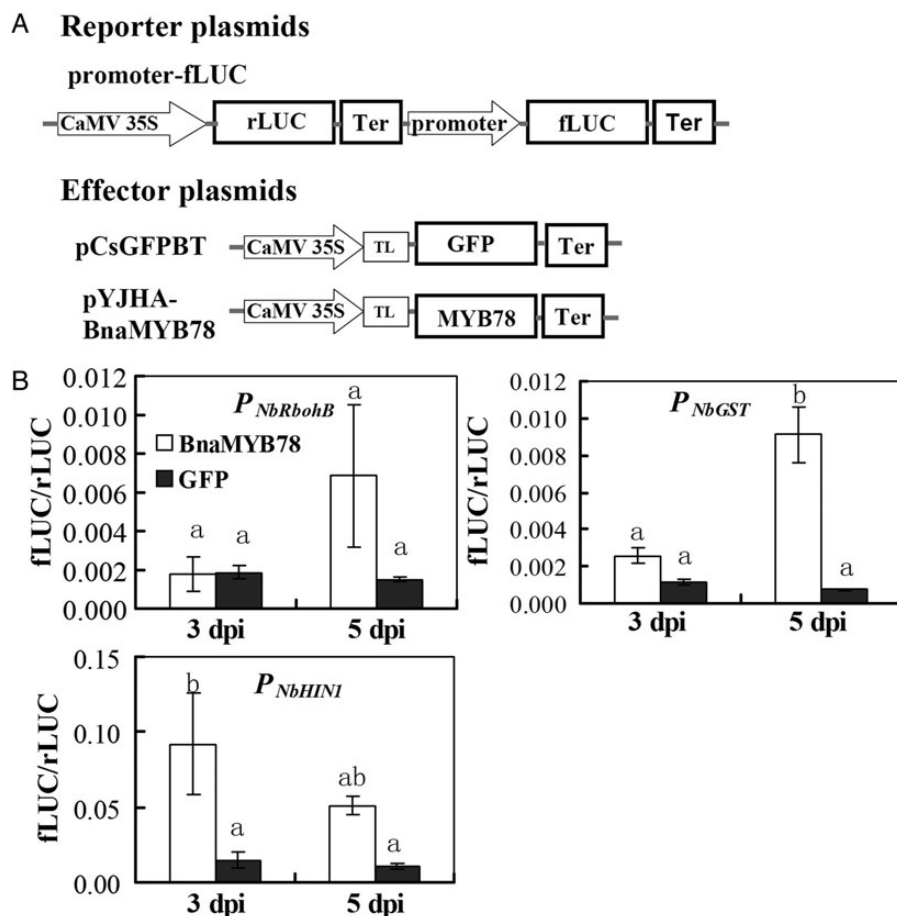 A Reporter plasmids
promoter-fLUC
CaMV 35S rLUC Ter promoter fLUC Ter
Effector plasmids
pCsGFPBT CaMV 35S TL GFP Ter
pYJHA-
BnaMYB78 CaMV 35S TL MYB78 Ter
B
fLUC/rLUC
0.012
0.010
0.008
0.006
0.004
0.002
0.000
P NbRbohB
BnaMYB78
GFP
a a a a
3 dpi 5 dpi
fLUC/rLUC
0.012
0.010
0.008
0.006
0.004
0.002
0.000
P NbGST
a a b a
3 dpi 5 dpi
fLUC/rLUC
0.15
0.10
0.05
0.00
P NbHIN1
b a ab a
3 dpi 5 dpi